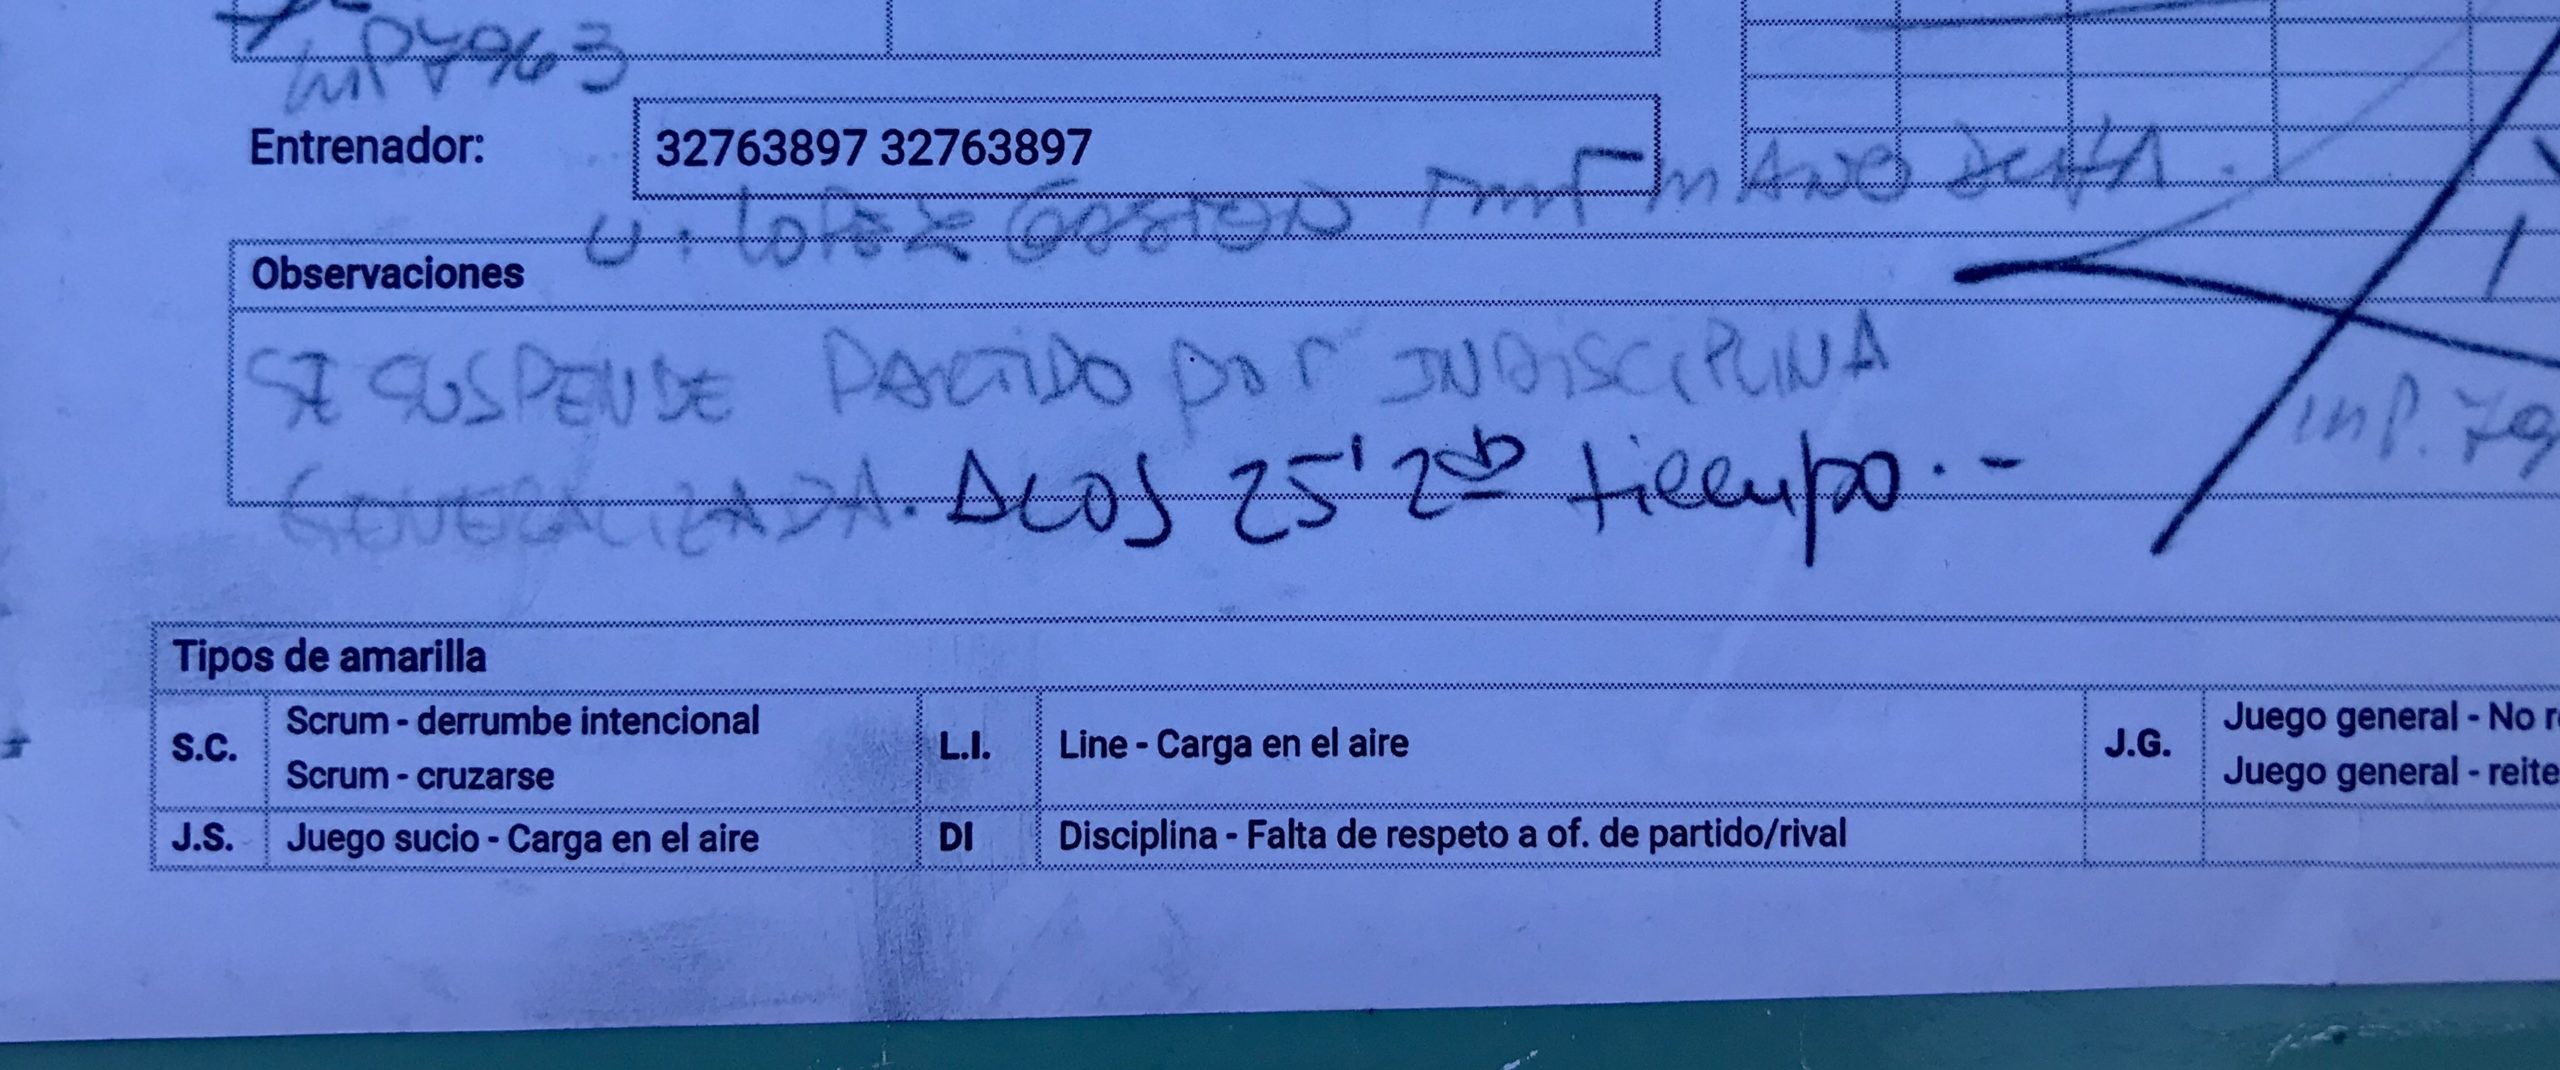 Entrenador: 32763897 32763897
Observaciones
SE SUSPENDE PARTIDO POR INDISCIPLINA
GENERALIZADA. A LOS 25' 2do tiempo.-
Tipos de amarilla
S.C. Scrum - derrumbe intencional
Scrum - cruzarse
L.I. Line - Carga en el aire
J.G. Juego general - No
Juego general -
J.S. Juego sucio - Carga en el aire
DI Disciplina - Falta de respeto a of. de partido/rival